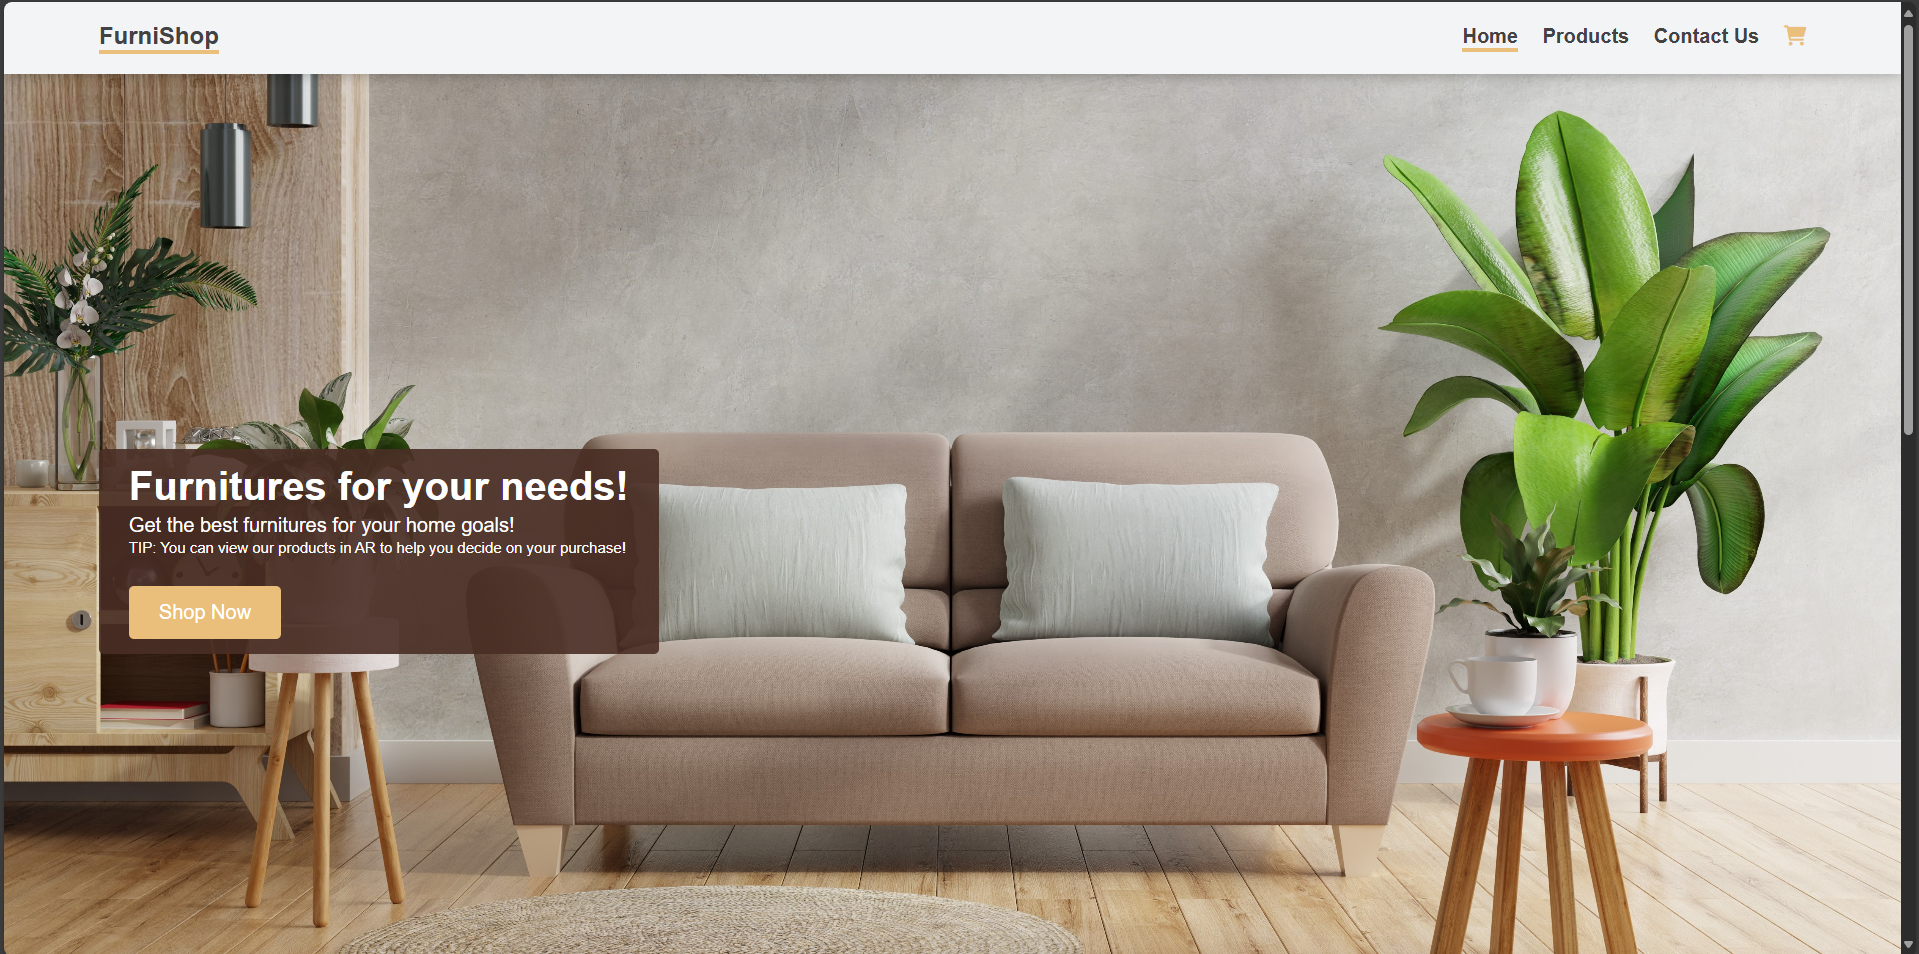 FurniShop
Home Products Contact Us
Furnitures for your needs!
Get the best furnitures for your home goals!
TIP: You can view our products in AR to help you decide on your purchase!
Shop Now